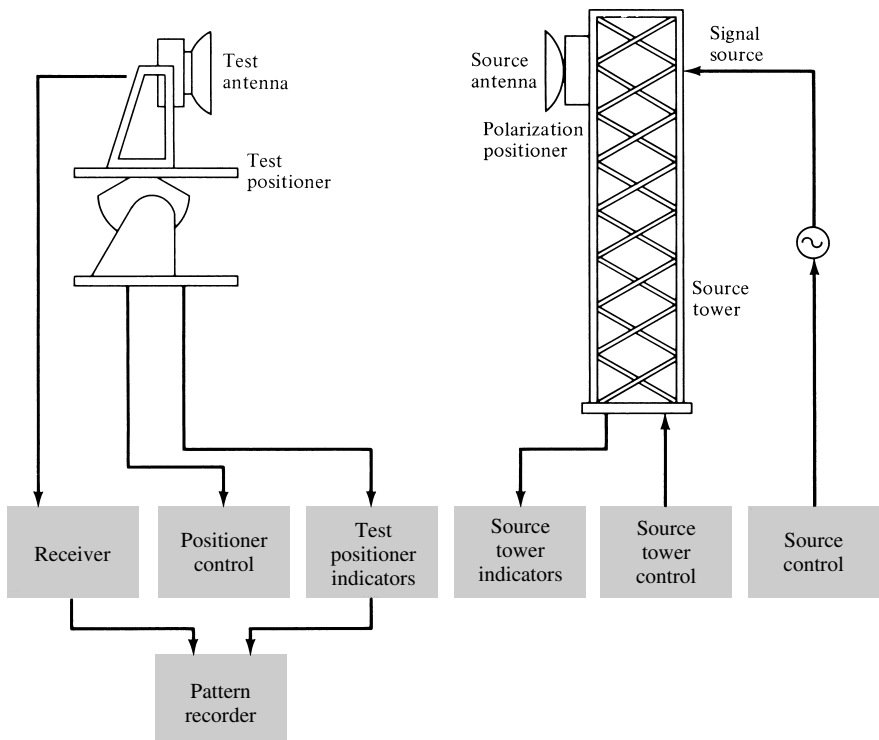 Test
antenna
Test
positioner
Source
antenna
Polarization
positioner
Signal
source
Source
tower
Receiver
Positioner
control
Test
positioner
indicators
Source
tower
indicators
Source
tower
control
Source
control
Pattern
recorder